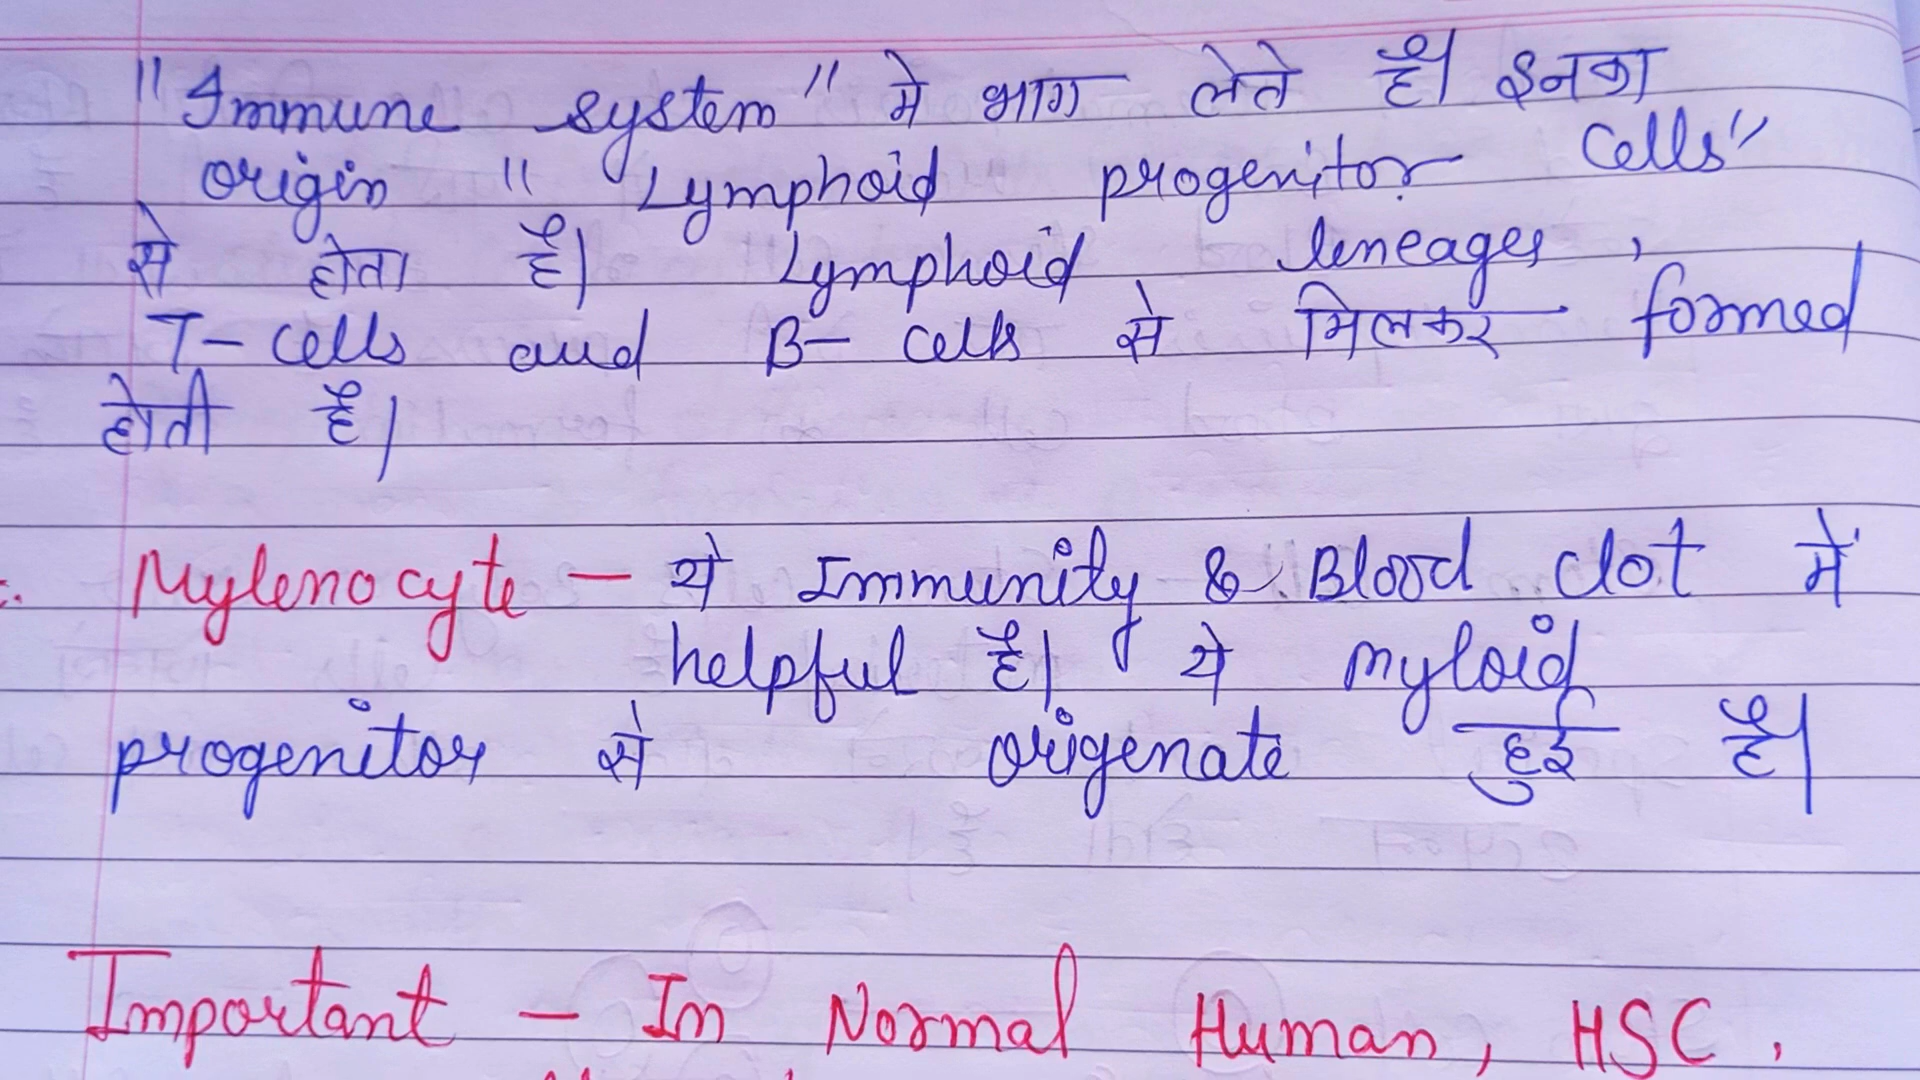 "Immune system" मे भाग लेते हैं। इनका
origin "Lymphoid progenitor Cells"
से होता है। Lymphoid lineages,
T-cells and B-cells से मिलकर formed
होती है।
Mylenocyte - ये Immunity & Blood clot में
helpful है। ये myloid
progenitor से origenate हुई है।
Important - In Normal Human, HSC,